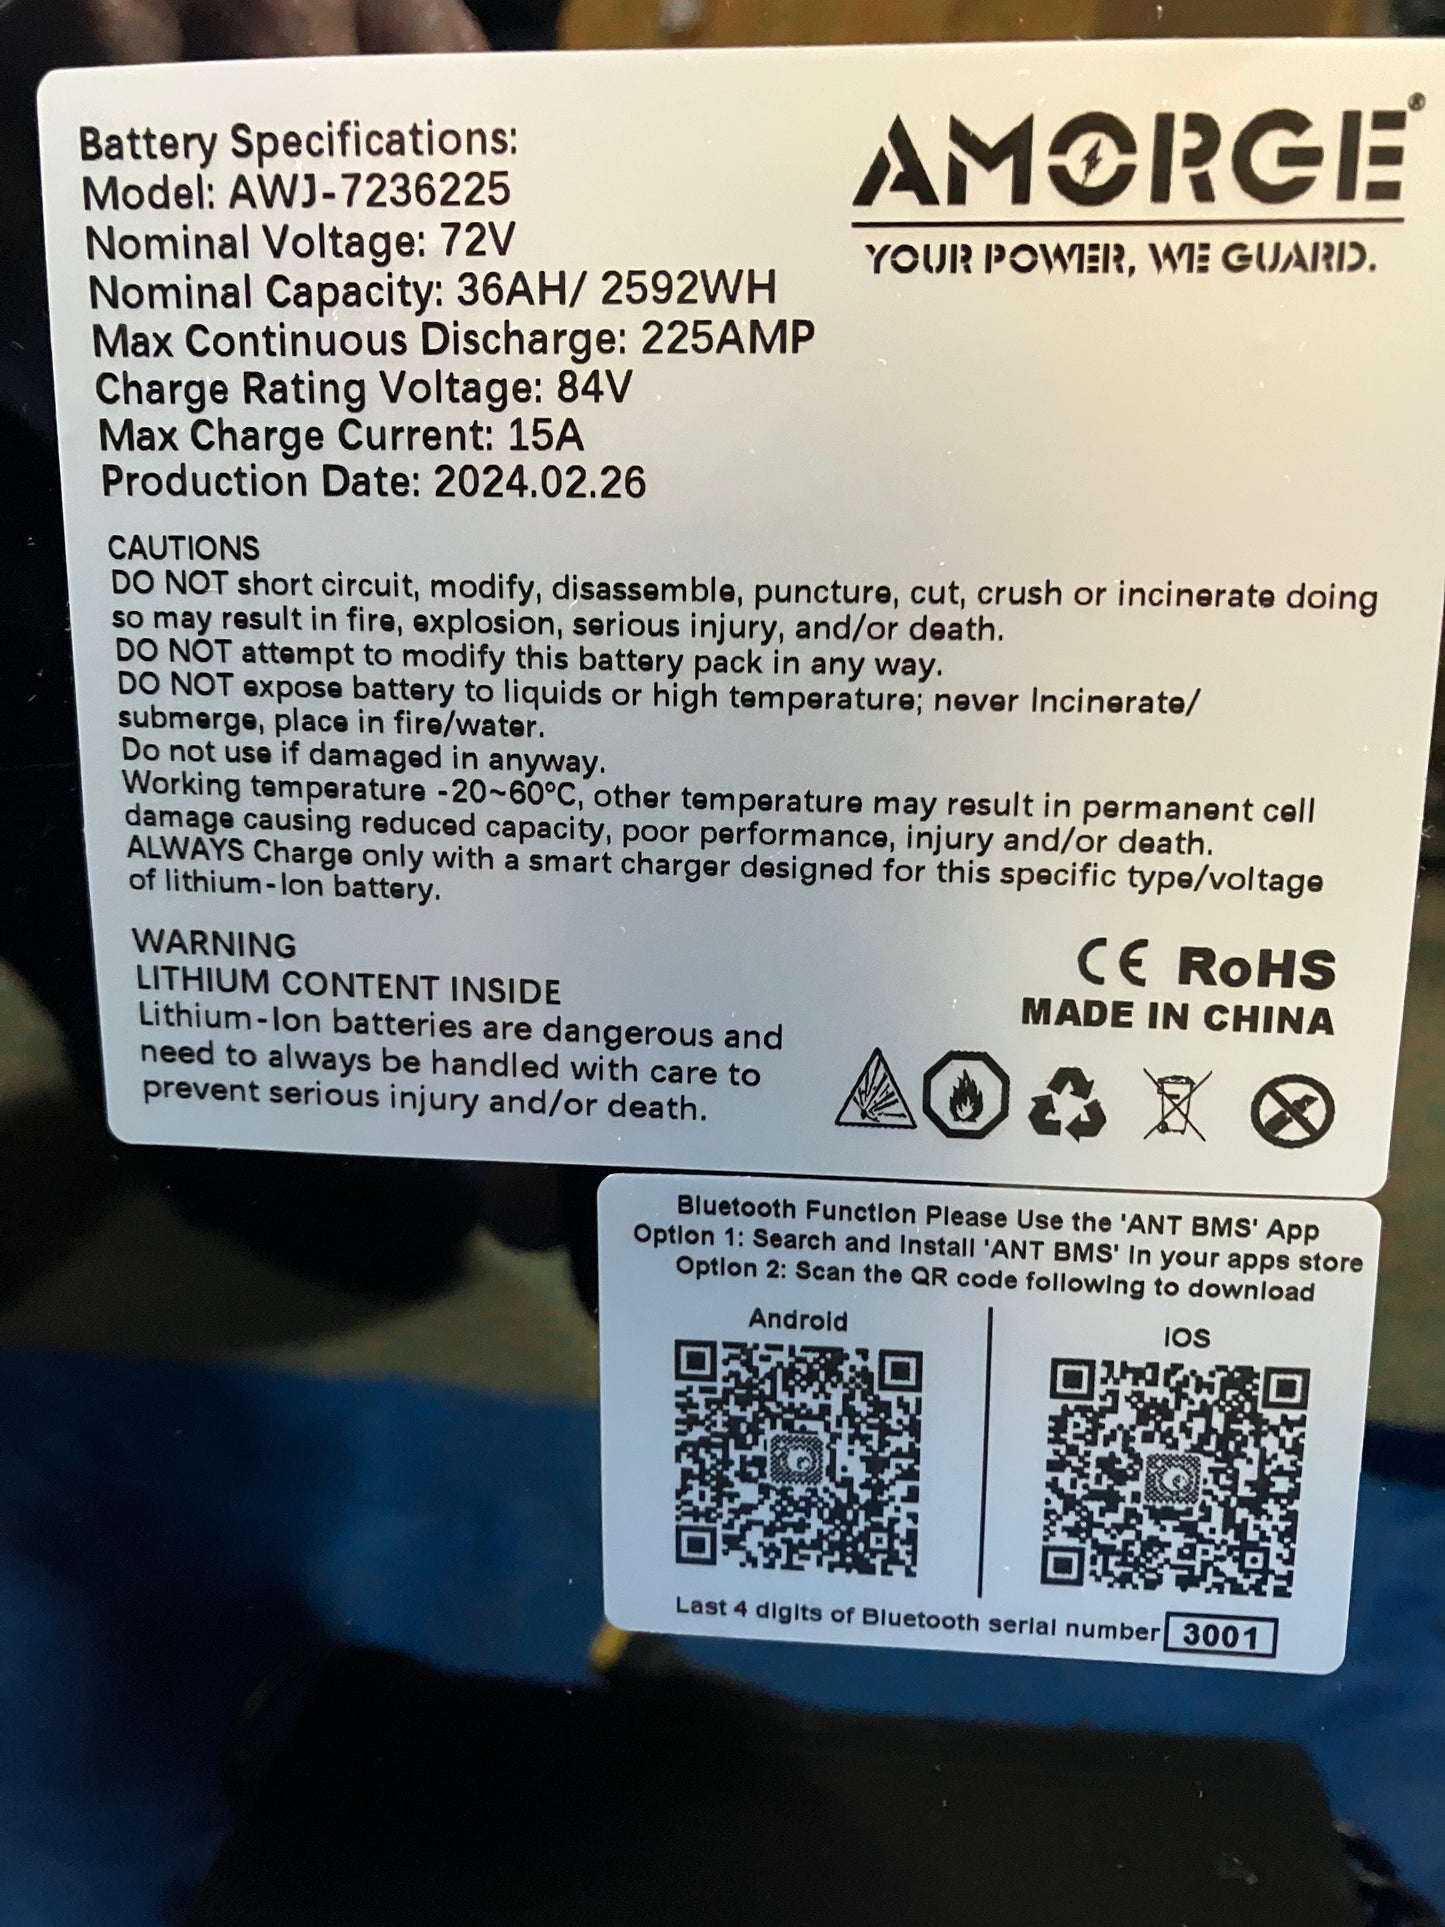 AMORGE®
YOUR POWER, WE GUARD.
Battery Specifications:
Model: AWJ-7236225
Nominal Voltage: 72V
Nominal Capacity: 36AH/ 2592WH
Max Continuous Discharge: 225AMP
Charge Rating Voltage: 84V
Max Charge Current: 15A
Production Date: 2024.02.26
CAUTIONS
DO NOT short circuit, modify, disassemble, puncture, cut, crush or incinerate doing
so may result in fire, explosion, serious injury, and/or death.
DO NOT attempt to modify this battery pack in any way.
DO NOT expose battery to liquids or high temperature; never Incinerate/
submerge, place in fire/water.
Do not use if damaged in anyway.
Working temperature -20~60°C, other temperature may result in permanent cell
damage causing reduced capacity, poor performance, injury and/or death.
ALWAYS Charge only with a smart charger designed for this specific type/voltage
of lithium-Ion battery.
WARNING
LITHIUM CONTENT INSIDE
Lithium-Ion batteries are dangerous and
need to always be handled with care to
prevent serious injury and/or death.
CE RoHS
MADE IN CHINA
Bluetooth Function Please Use the 'ANT BMS' App
Option 1: Search and Install 'ANT BMS' In your apps store
Option 2: Scan the QR code following to download
Android
IOS
Last 4 digits of Bluetooth serial number 3001